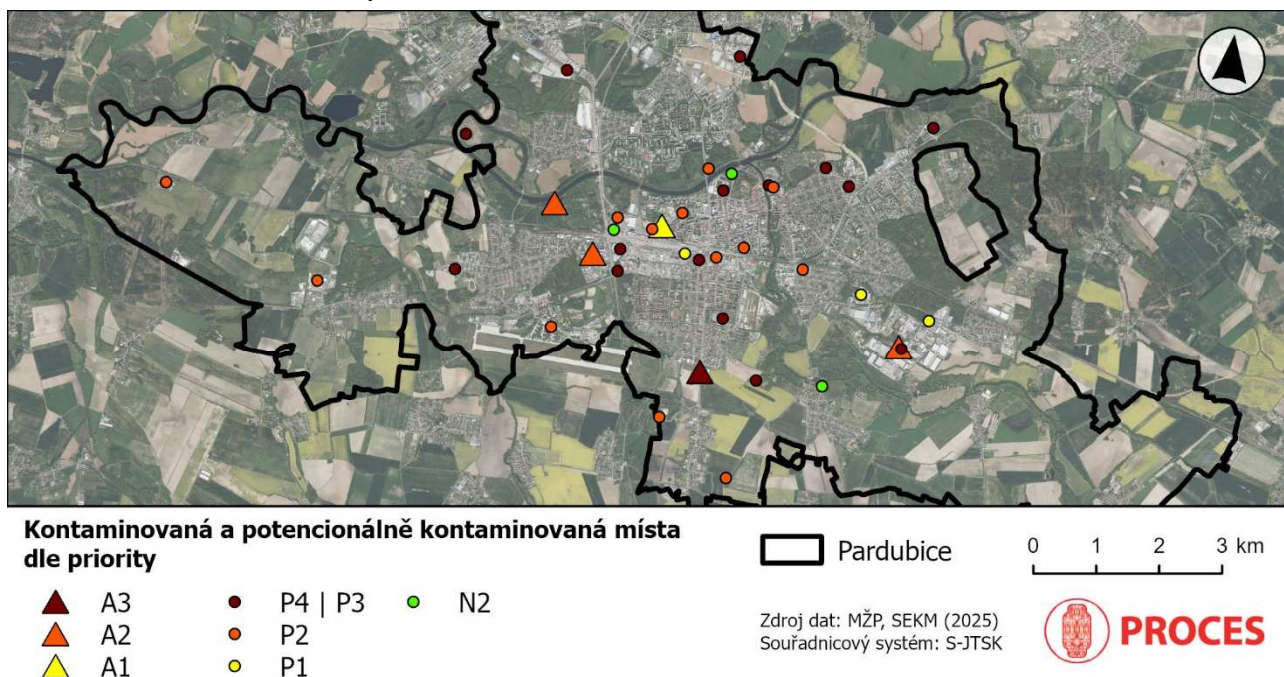 Kontaminovaná a potencionálně kontaminovaná místa
dle priority
A3
A2
A1
P4 | P3
P2
P1
N2
Pardubice
0 1 2 3 km
Zdroj dat: MŽP, SEKM (2025)
Souřadnicový systém: S-JTSK
PROCES